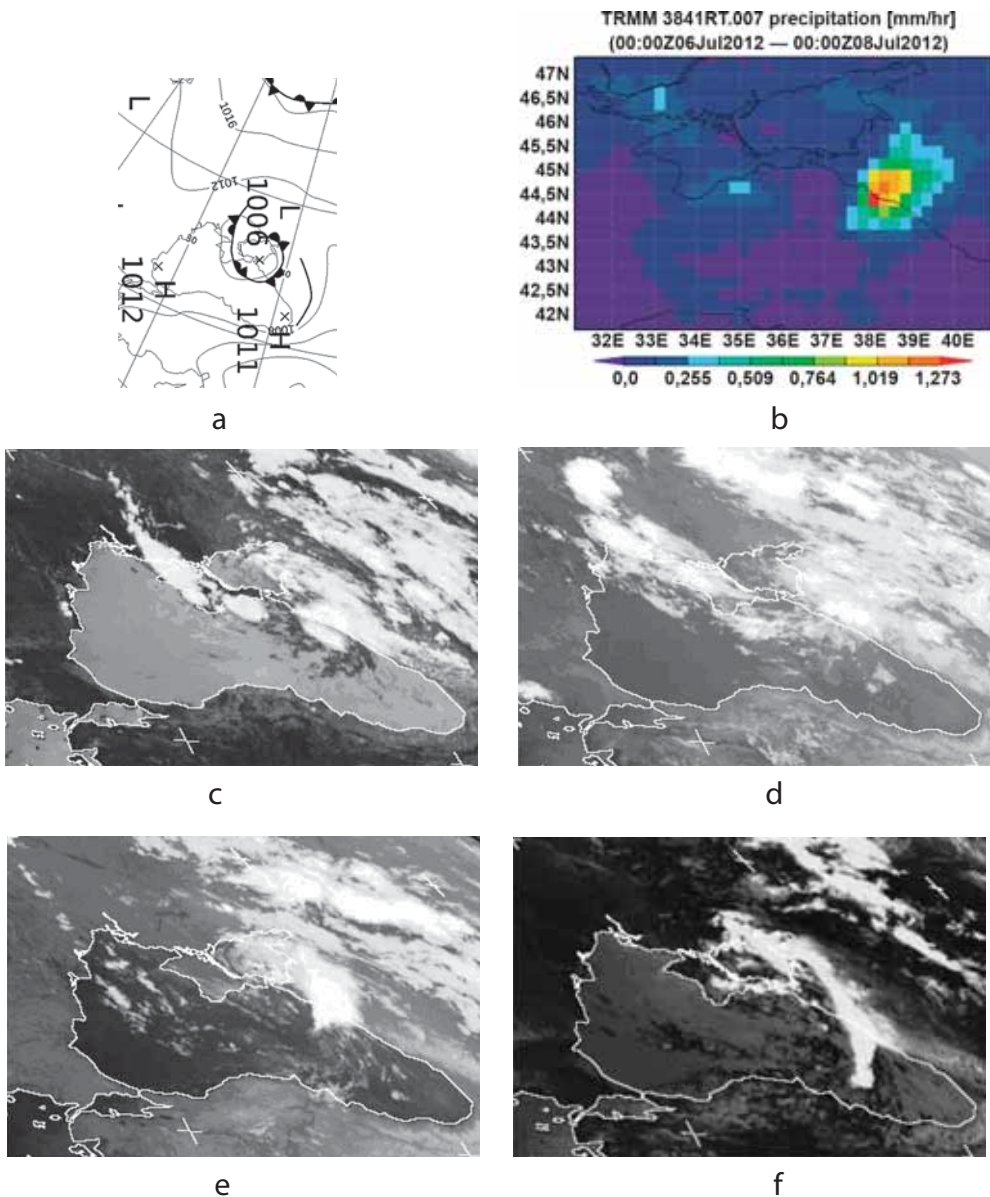 L
1016
1012
1006
L
1012
H
1011
H
a
TRMM 3841RT.007 precipitation [mm/hr]
(00:00Z06Jul2012 — 00:00Z08Jul2012)
47N
46,5N
46N
45,5N
45N
44,5N
44N
43,5N
43N
42,5N
42N
32E 33E 34E 35E 36E 37E 38E 39E 40E
0,0 0,255 0,509 0,764 1,019 1,273
b
c
d
e
f